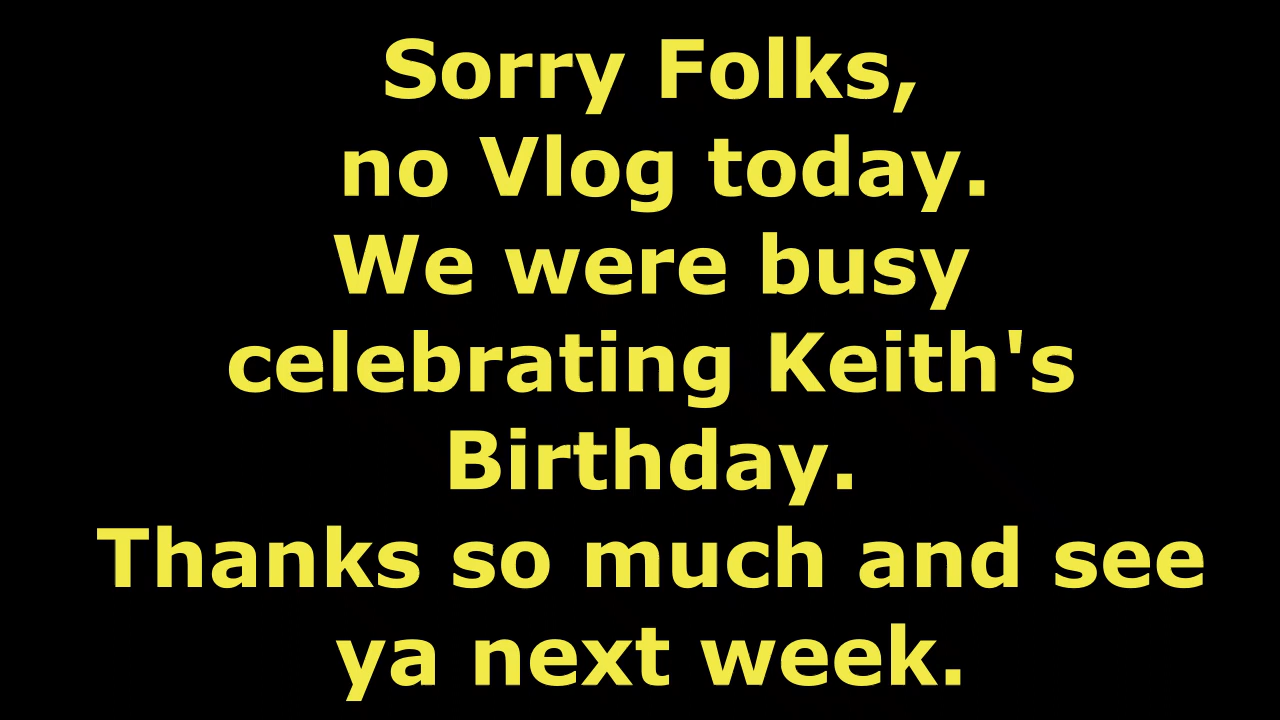 Sorry Folks,
no Vlog today.
We were busy
celebrating Keith's
Birthday.
Thanks so much and see
ya next week.